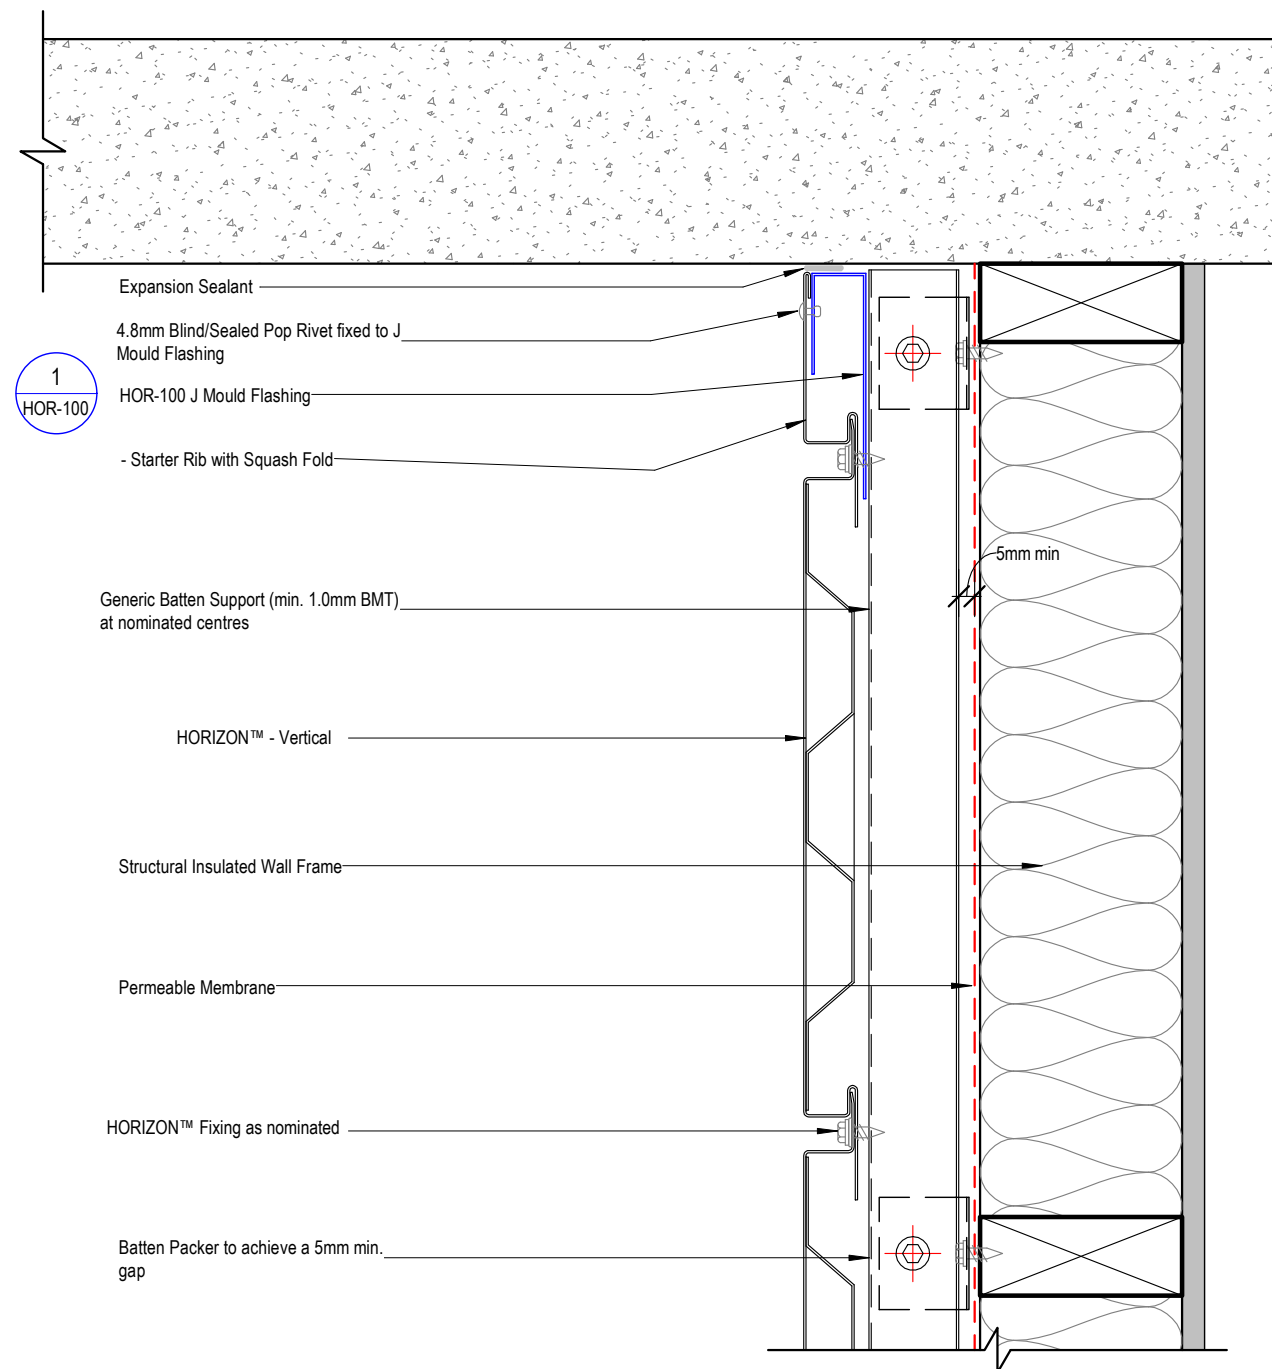 Expansion Sealant
4.8mm Blind/Sealed Pop Rivet fixed to J
Mould Flashing
1
HOR-100
HOR-100 J Mould Flashing
- Starter Rib with Squash Fold
5mm min
Generic Batten Support (min. 1.0mm BMT)
at nominated centres
HORIZON™ - Vertical
Structural Insulated Wall Frame
Permeable Membrane
HORIZON™ Fixing as nominated
Batten Packer to achieve a 5mm min.
gap